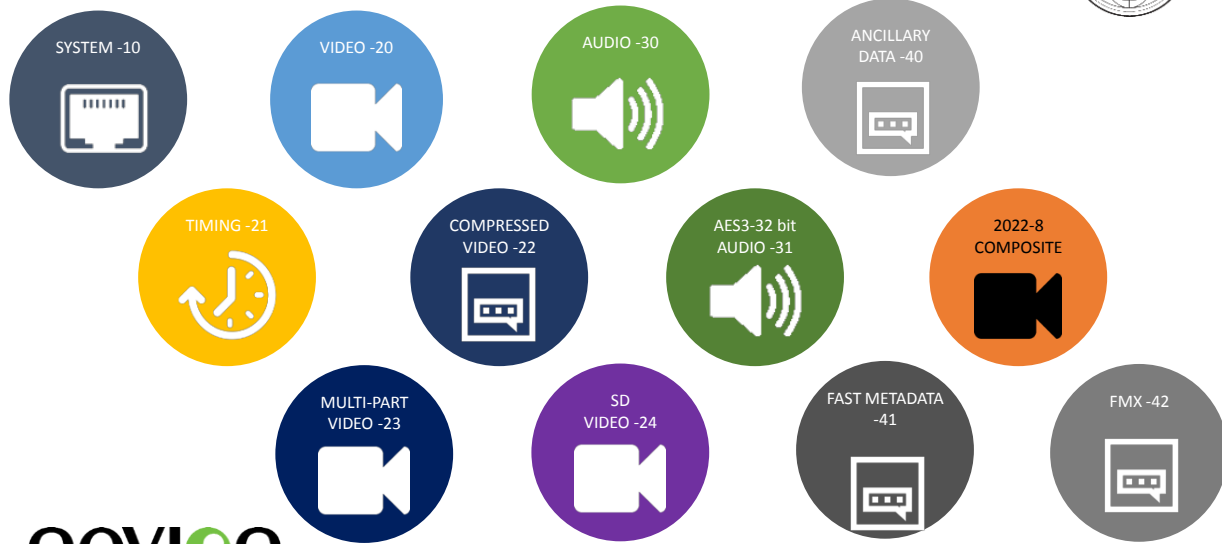 SYSTEM -10
VIDEO -20
AUDIO -30
ANCILLARY
DATA -40
TIMING -21
COMPRESSED
VIDEO -22
AES3-32 bit
AUDIO -31
2022-8
COMPOSITE
MULTI-PART
VIDEO -23
SD
VIDEO -24
FAST METADATA
-41
FMX -42